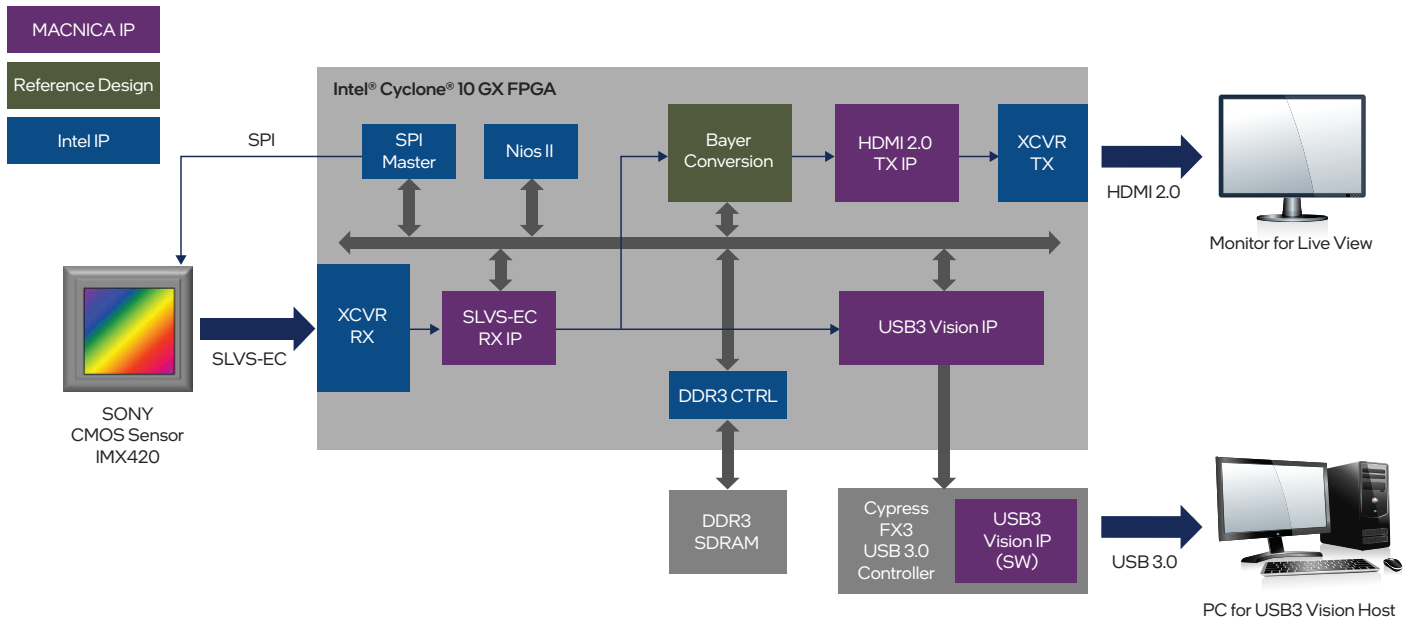 MACNICA IP
Reference Design
Intel IP
Intel® Cyclone® 10 GX FPGA
SPI
SPI
Master
Nios II
Bayer
Conversion
HDMI 2.0
TX IP
XCVR
TX
HDMI 2.0
Monitor for Live View
SONY
CMOS Sensor
IMX420
SLVS-EC
XCVR
RX
SLVS-EC
RX IP
USB3 Vision IP
DDR3 CTRL
DDR3
SDRAM
Cypress
FX3
USB 3.0
Controller
USB3
Vision IP
(SW)
USB 3.0
PC for USB3 Vision Host